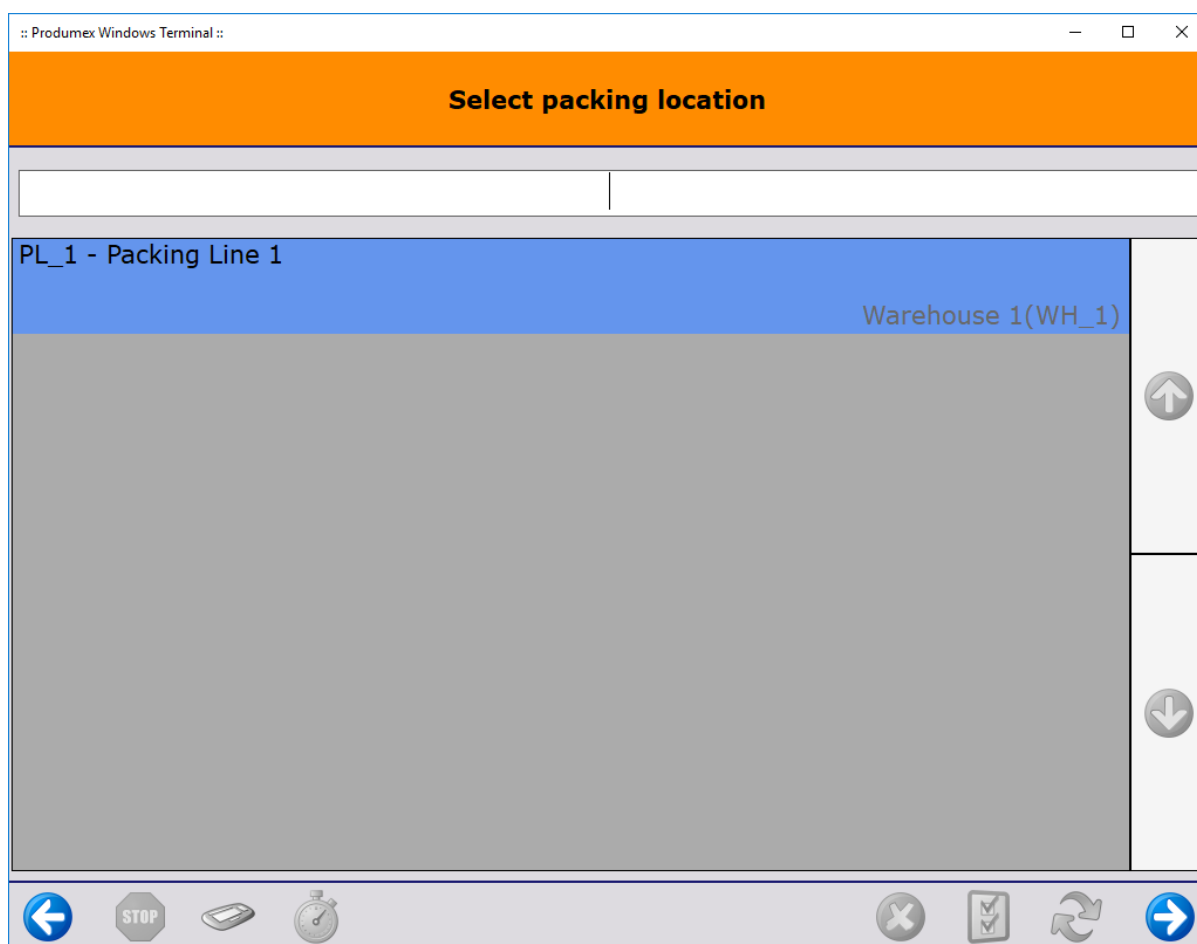 :: Produmex Windows Terminal ::
Select packing location
PL_1 - Packing Line 1
Warehouse 1(WH_1)
STOP